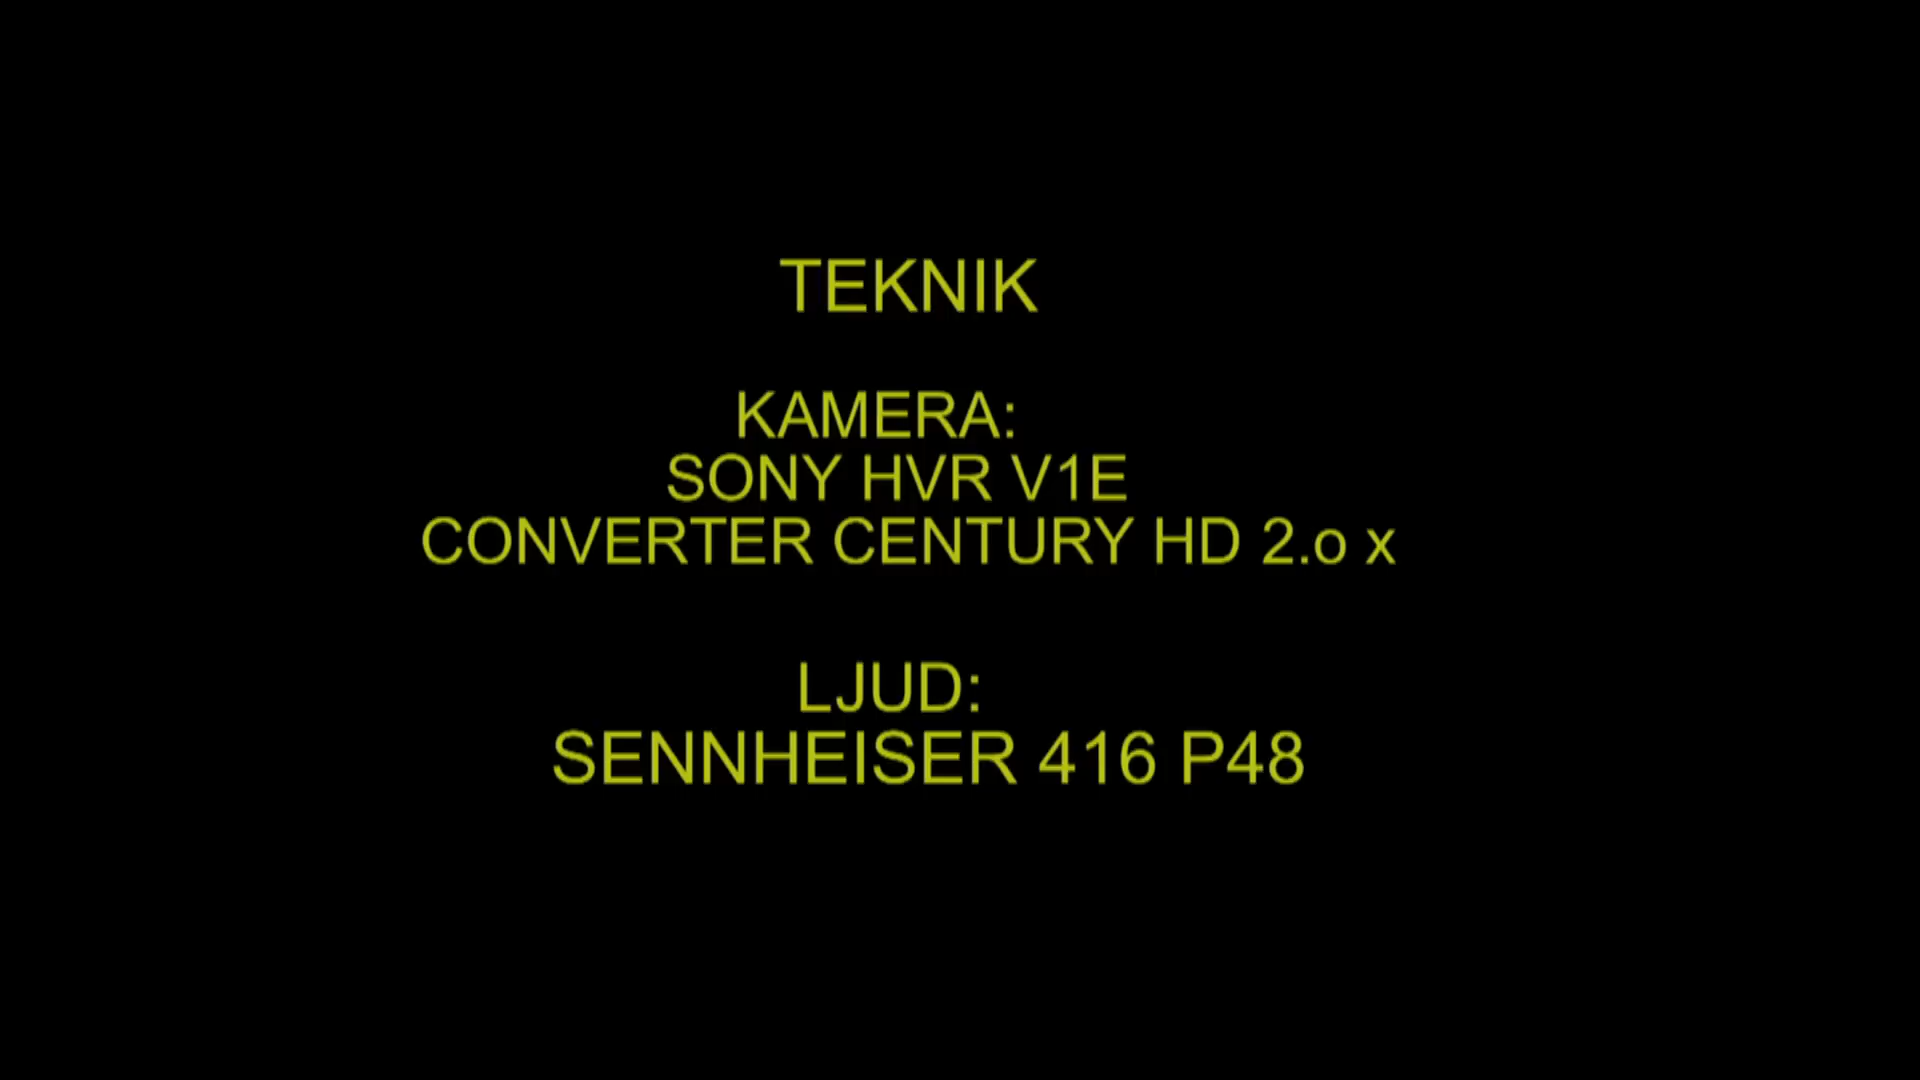 TEKNIK
KAMERA:
SONY HVR V1E
CONVERTER CENTURY HD 2.o x
LJUD:
SENNHEISER 416 P48